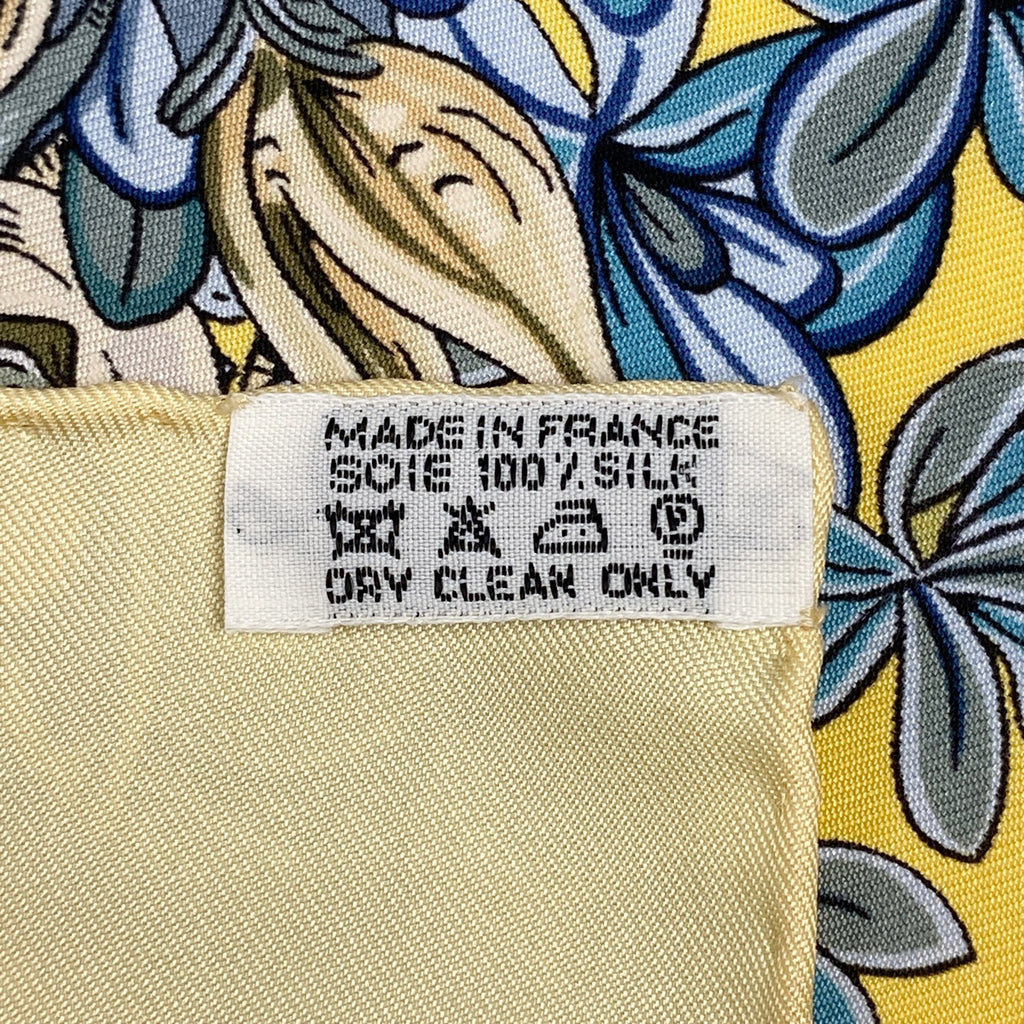 MADE IN FRANCE
SOIE 100% SILK
P
DRY CLEAN ONLY